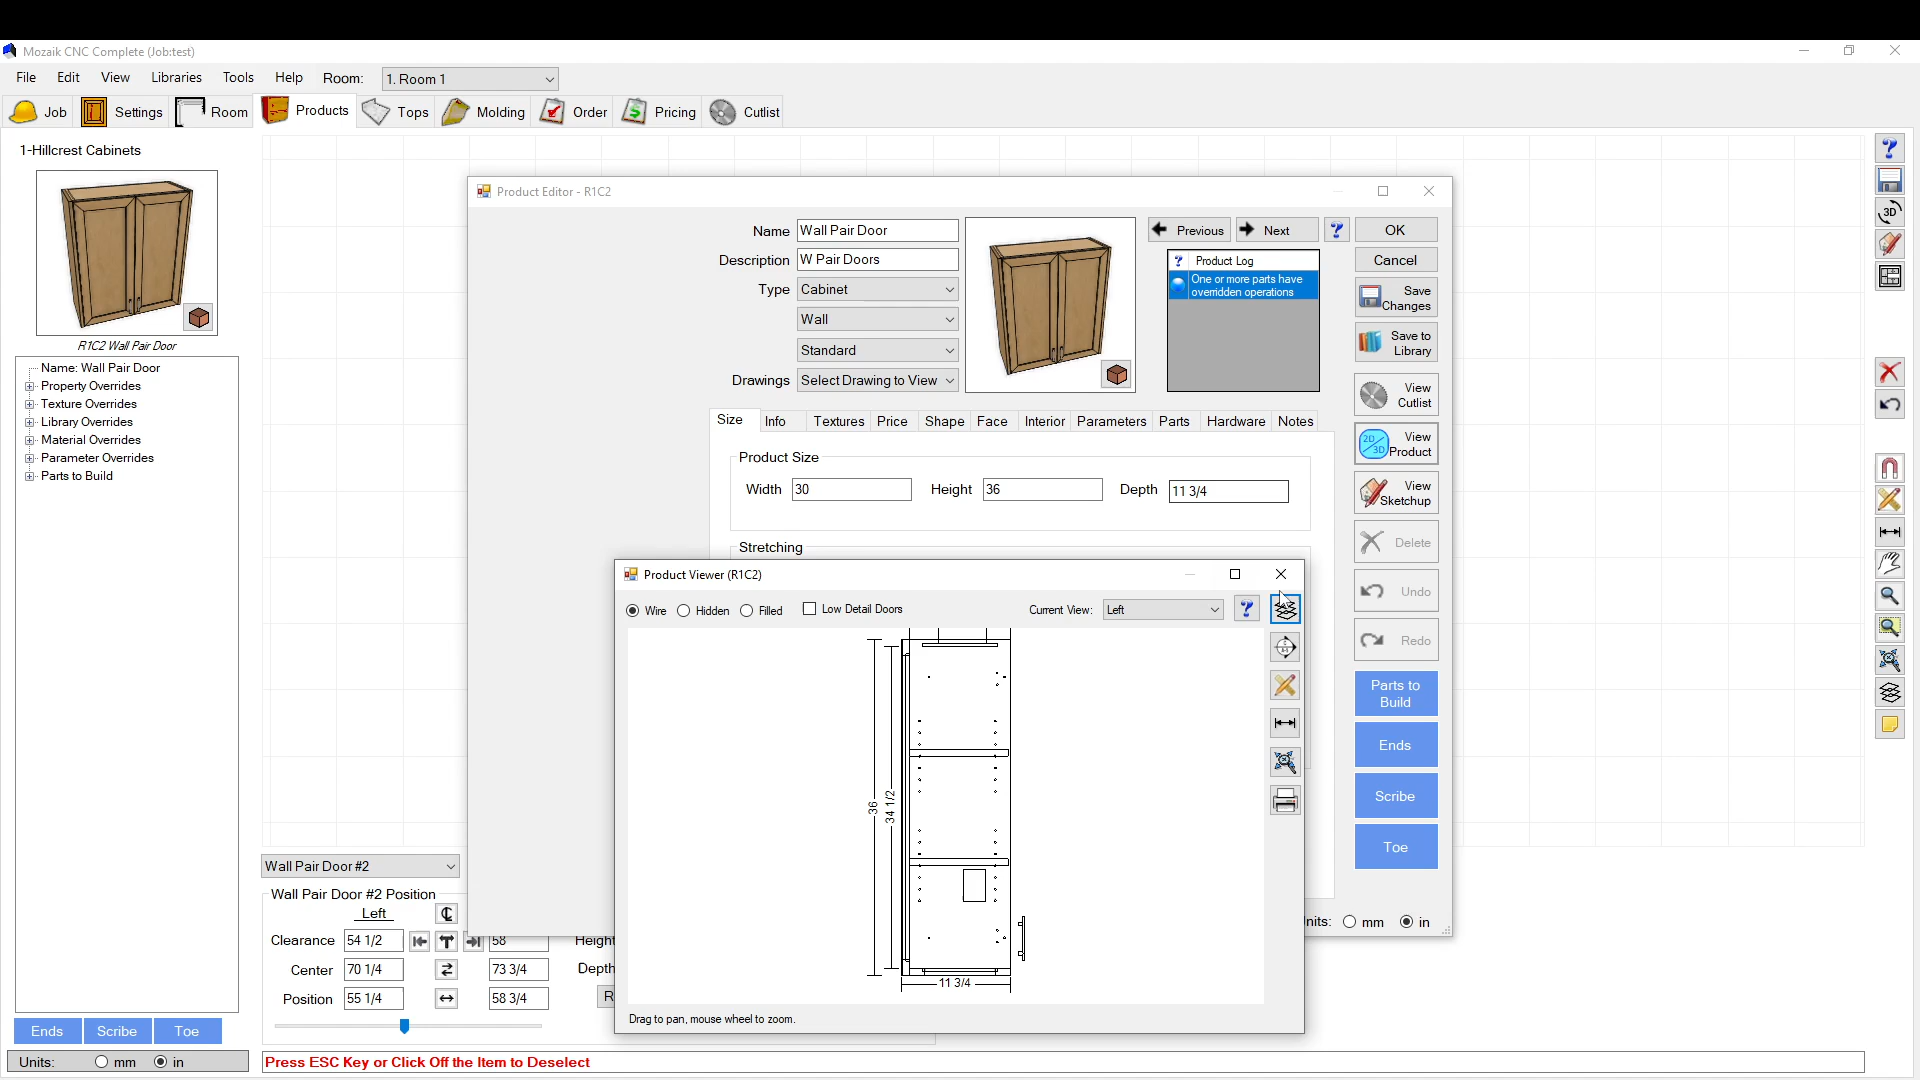 Mozaik CNC Complete (Job:test)
File Edit View Libraries Tools Help Room: 1. Room 1
Job Settings Room Products Tops Molding Order Pricing Cutlist
1-Hillcrest Cabinets
R1C2 Wall Pair Door
Name: Wall Pair Door
Property Overrides
Texture Overrides
Library Overrides
Material Overrides
Parameter Overrides
Parts to Build
Ends Scribe Toe
Units: mm in
3D
Product Editor - R1C2
Name Wall Pair Door
Description W Pair Doors
Type Cabinet
Wall
Standard
Drawings Select Drawing to View
Previous Next ? OK
? Product Log
One or more parts have
overridden operations
Cancel
Save
Changes
Save to
Library
View
Cutlist
2D/3D View
Product
View
Sketchup
Delete
Undo
Redo
Parts to
Build
Ends
Scribe
Toe
Size Info Textures Price Shape Face Interior Parameters Parts Hardware Notes
Product Size
Width 30 Height 36 Depth 11 3/4
Stretching
nits: mm in
Product Viewer (R1C2)
Wire Hidden Filled Low Detail Doors Current View: Left ?
36
34 1/2
11 3/4
Drag to pan, mouse wheel to zoom.
Wall Pair Door #2
Wall Pair Door #2 Position
Left
Clearance 54 1/2 58 Height
Center 70 1/4 73 3/4 Depth
Position 55 1/4 58 3/4 R
Press ESC Key or Click Off the Item to Deselect